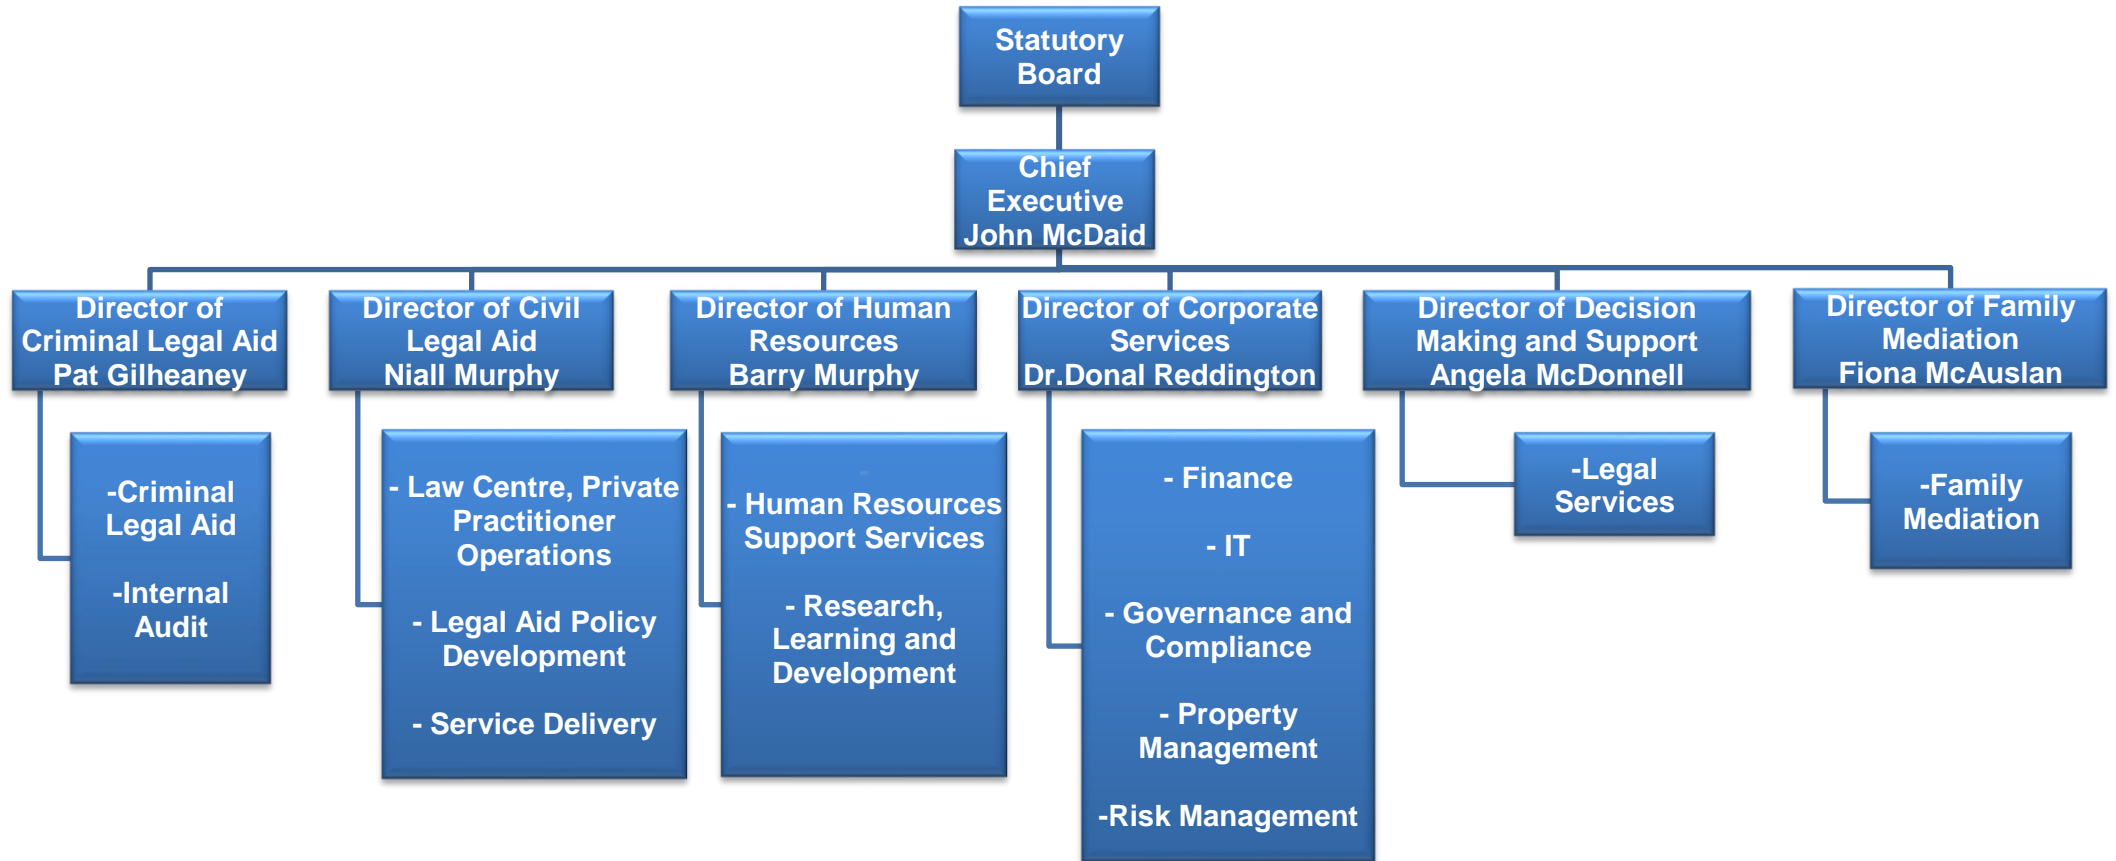 Statutory
Board
Chief
Executive
John McDaid
Director of
Criminal Legal Aid
Pat Gilheaney
Director of Civil
Legal Aid
Niall Murphy
Director of Human
Resources
Barry Murphy
Director of Corporate
Services
Dr.Donal Reddington
Director of Decision
Making and Support
Angela McDonnell
Director of Family
Mediation
Fiona McAuslan
-Criminal
Legal Aid
-Internal
Audit
- Law Centre, Private
Practitioner
Operations
- Legal Aid Policy
Development
- Service Delivery
-
- Human Resources
Support Services
- Research,
Learning and
Development
- Finance
- IT
- Governance and
Compliance
- Property
Management
-Risk Management
-Legal
Services
-Family
Mediation